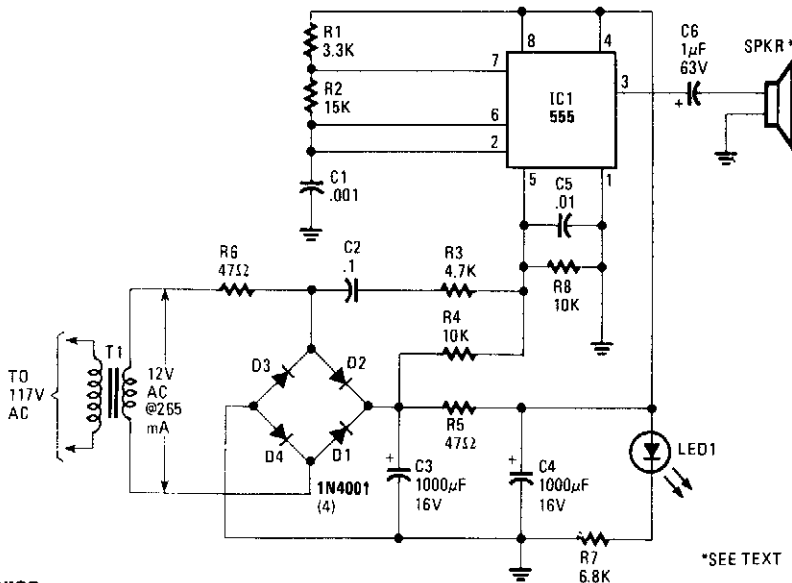 R1
3.3K
R2
15K
C1
.001
7
6
2
8
4
3
5
1
IC1
555
C6
1µF
63V
+
SPKR *
C5
.01
R8
10K
R6
47Ω
C2
.1
R3
4.7K
R4
10K
R5
47Ω
TO
117V
AC
T1
12V
AC
@265
mA
D3
D2
D4
D1
1N4001
(4)
+
C3
1000µF
16V
+
C4
1000µF
16V
LED1
R7
6.8K
*SEE TEXT